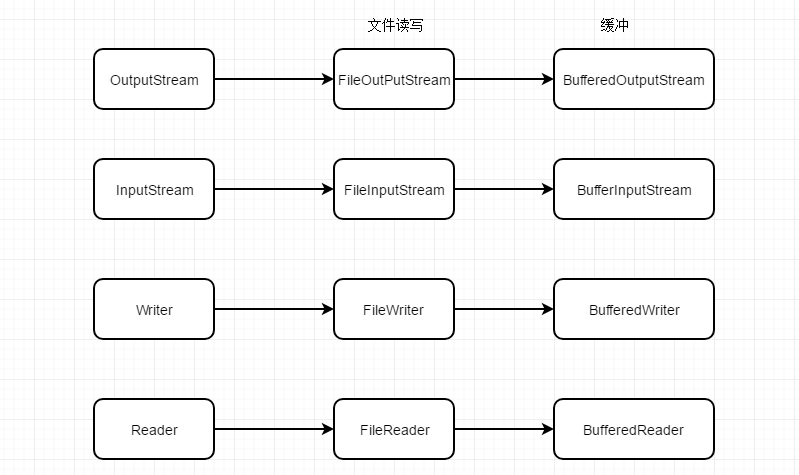 文件读写
缓冲
OutputStream
FileOutPutStream
BufferedOutputStream
InputStream
FileInputStream
BufferInputStream
Writer
FileWriter
BufferedWriter
Reader
FileReader
BufferedReader